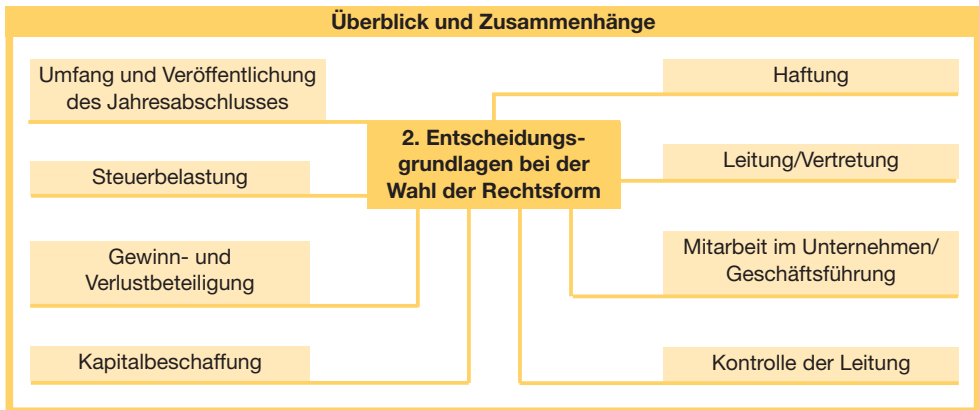 Überblick und Zusammenhänge
Umfang und Veröffentlichung
des Jahresabschlusses
Steuerbelastung
Gewinn- und
Verlustbeteiligung
Kapitalbeschaffung
2. Entscheidungs-
grundlagen bei der
Wahl der Rechtsform
Haftung
Leitung/Vertretung
Mitarbeit im Unternehmen/
Geschäftsführung
Kontrolle der Leitung